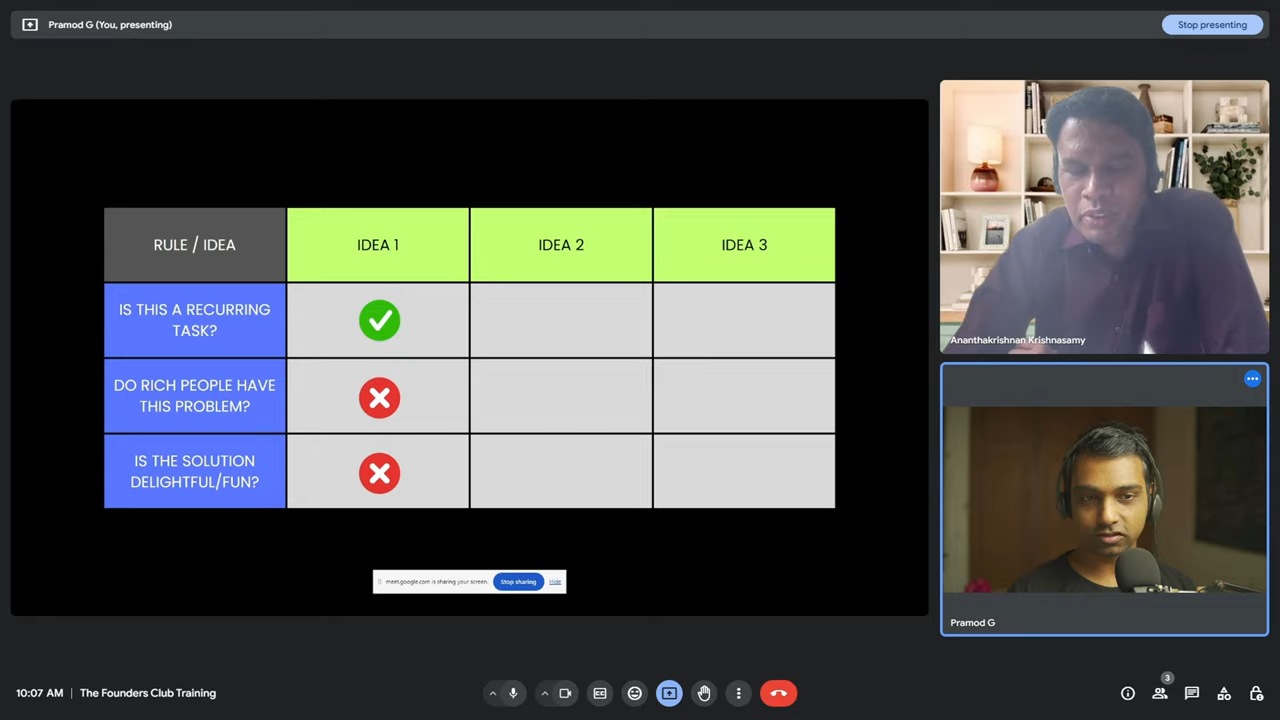 Pramod G (You, presenting)
Stop presenting
RULE / IDEA
IDEA 1
IDEA 2
IDEA 3
IS THIS A RECURRING
TASK?
DO RICH PEOPLE HAVE
THIS PROBLEM?
IS THE SOLUTION
DELIGHTFUL/FUN?
meet.google.com is sharing your screen.
Stop sharing
Hide
Ananthakrishnan Krishnasamy
Pramod G
10:07 AM | The Founders Club Training
CC
3